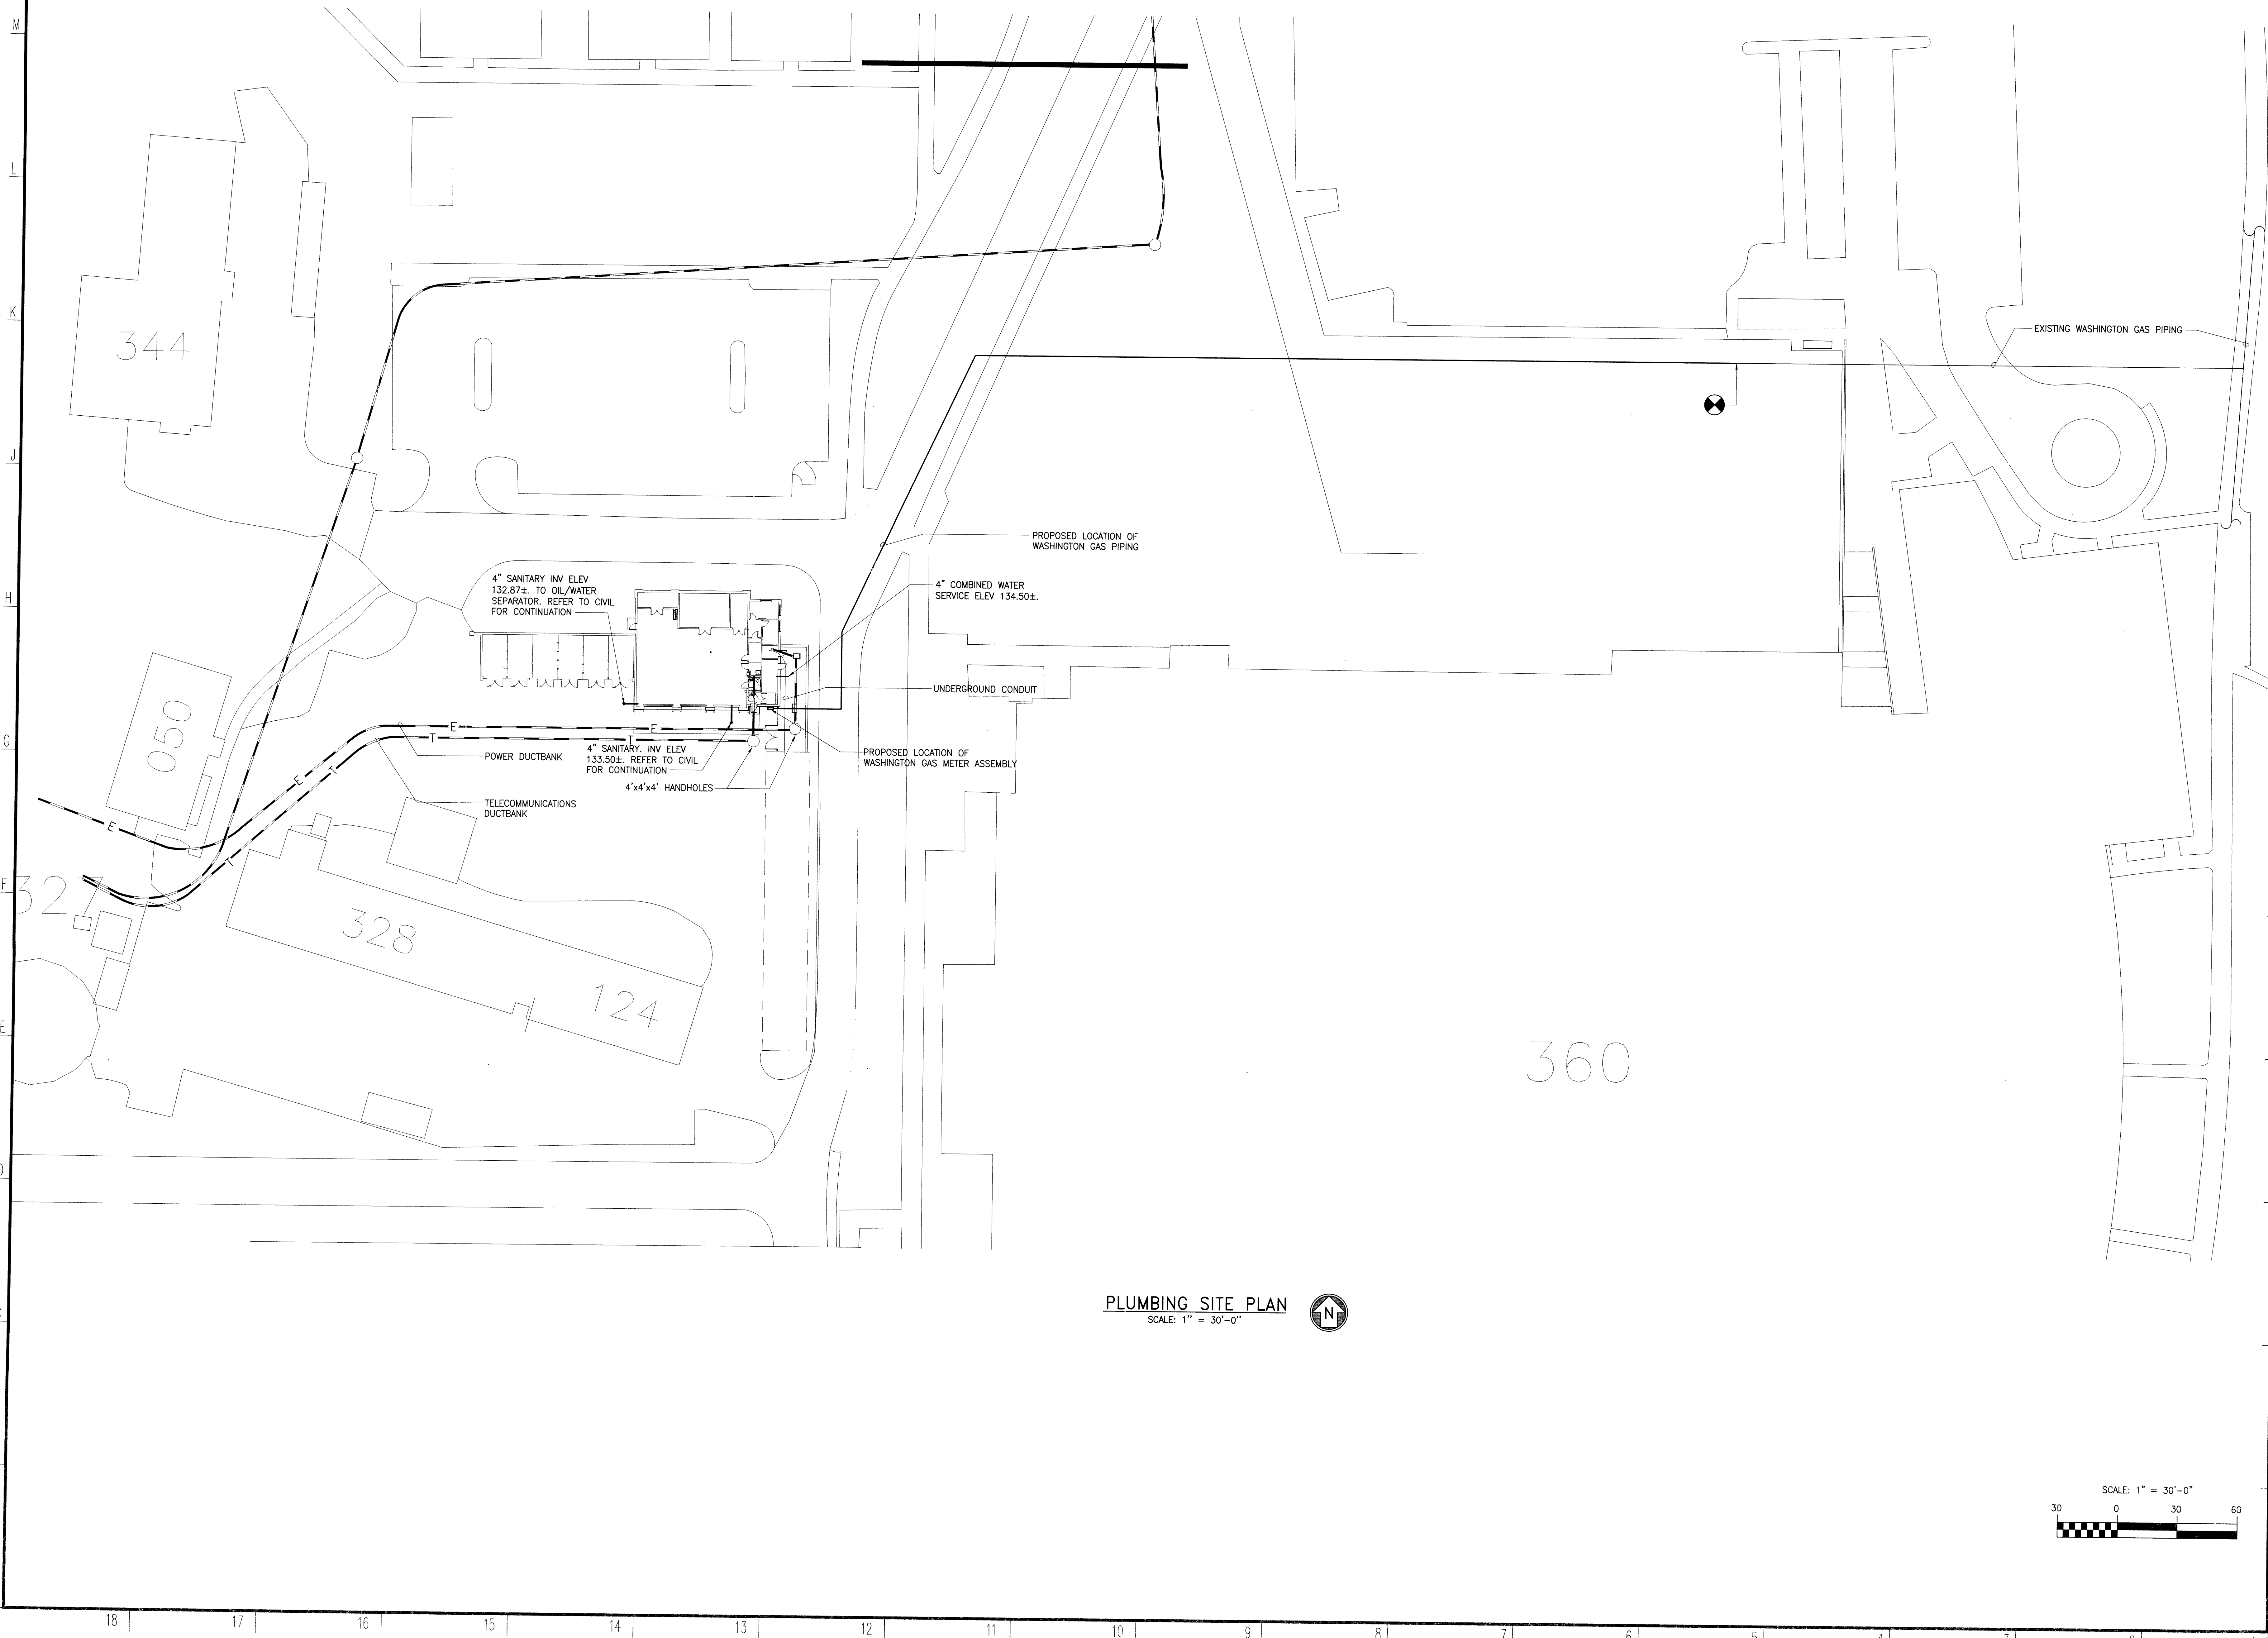 M
L
K
J
H
G
F
E
D
344
050
327
328
124
360
EXISTING WASHINGTON GAS PIPING
PROPOSED LOCATION OF
WASHINGTON GAS PIPING
4" SANITARY INV ELEV
132.87±. TO OIL/WATER
SEPARATOR. REFER TO CIVIL
FOR CONTINUATION
4" COMBINED WATER
SERVICE ELEV 134.50±.
UNDERGROUND CONDUIT
E
E
T
T
POWER DUCTBANK
4" SANITARY. INV ELEV
133.50±. REFER TO CIVIL
FOR CONTINUATION
PROPOSED LOCATION OF
WASHINGTON GAS METER ASSEMBLY
4'x4'x4' HANDHOLES
E
T
TELECOMMUNICATIONS
DUCTBANK
E
T
PLUMBING SITE PLAN
SCALE: 1" = 30'-0"
N
SCALE: 1" = 30'-0"
30 0 30 60
18 17 16 15 14 13 12 11 10 9 8 7 6 5 4 3